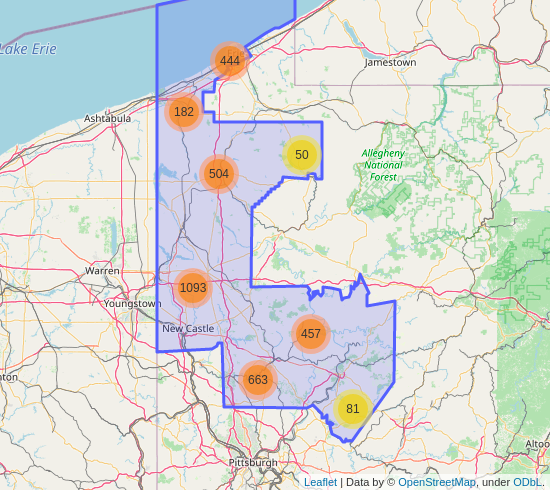 Lake Erie
444
Jamestown
182
Ashtabula
50
Allegheny
National
Forest
504
Warren
1093
Youngstown
New Castle
457
663
81
Pittsburgh
Altoo
nton
Leaflet | Data by © OpenStreetMap, under ODbL.